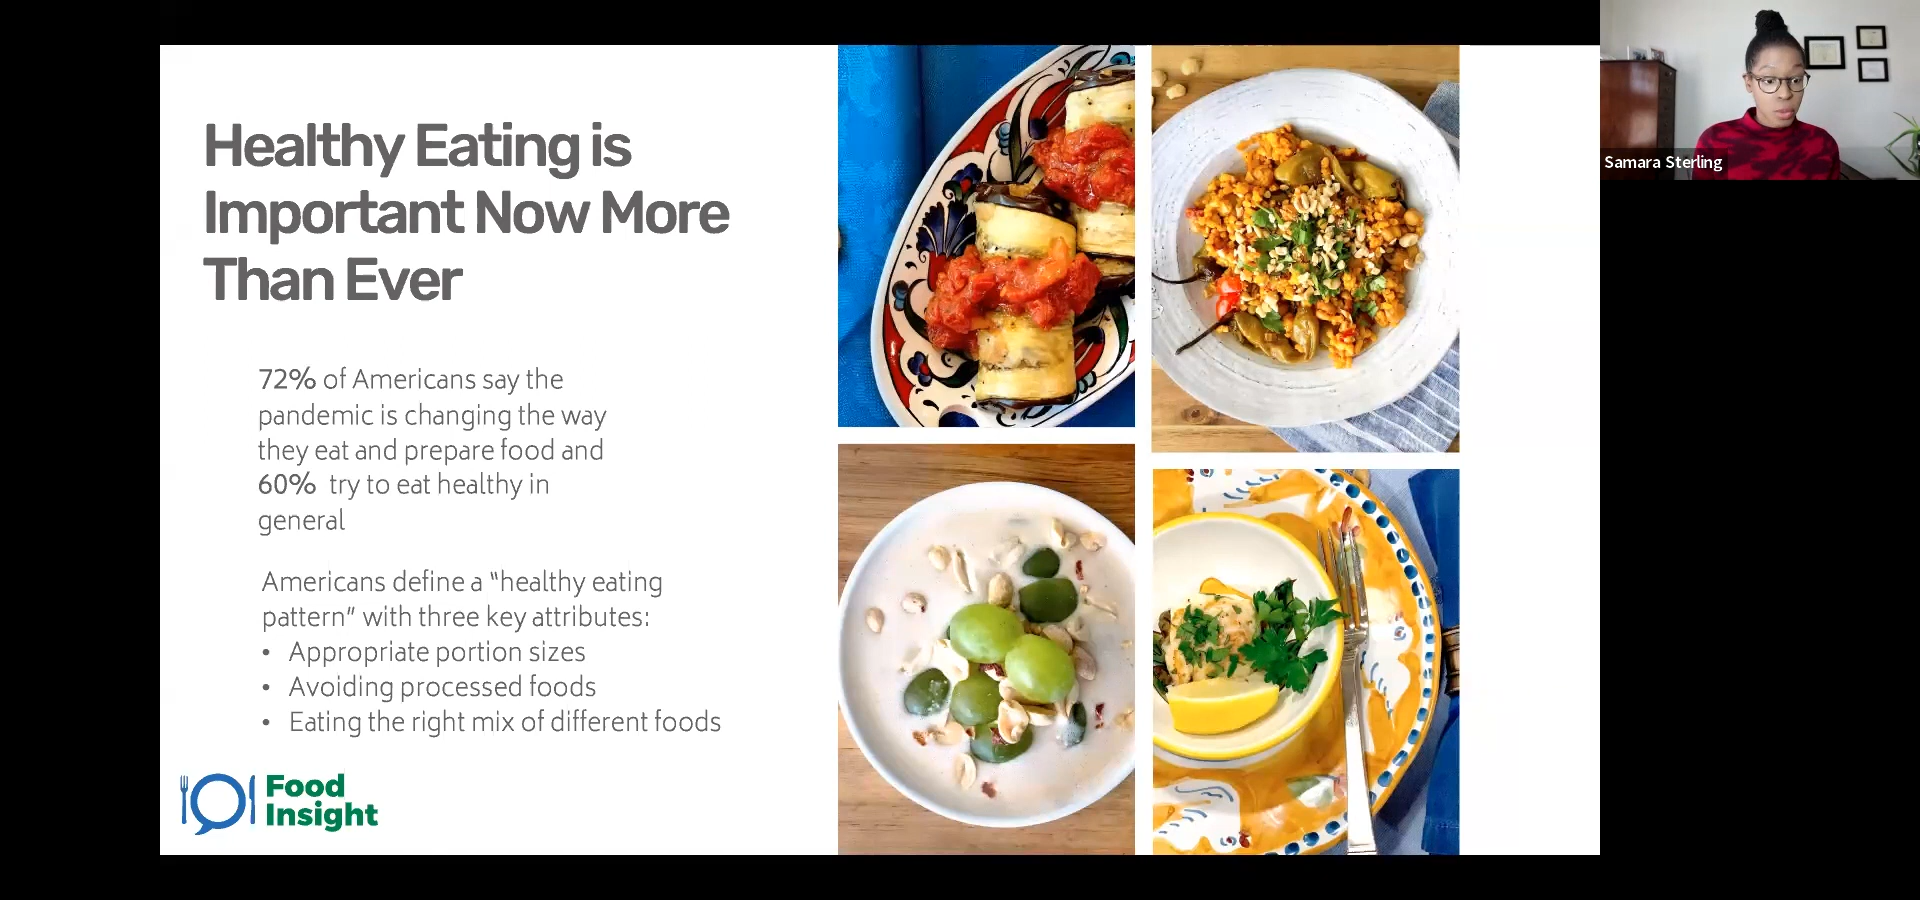 Healthy Eating is
Important Now More
Than Ever
72% of Americans say the
pandemic is changing the way
they eat and prepare food and
60% try to eat healthy in
general
Americans define a "healthy eating
pattern" with three key attributes:
• Appropriate portion sizes
• Avoiding processed foods
• Eating the right mix of different foods
Food
Insight
Samara Sterling